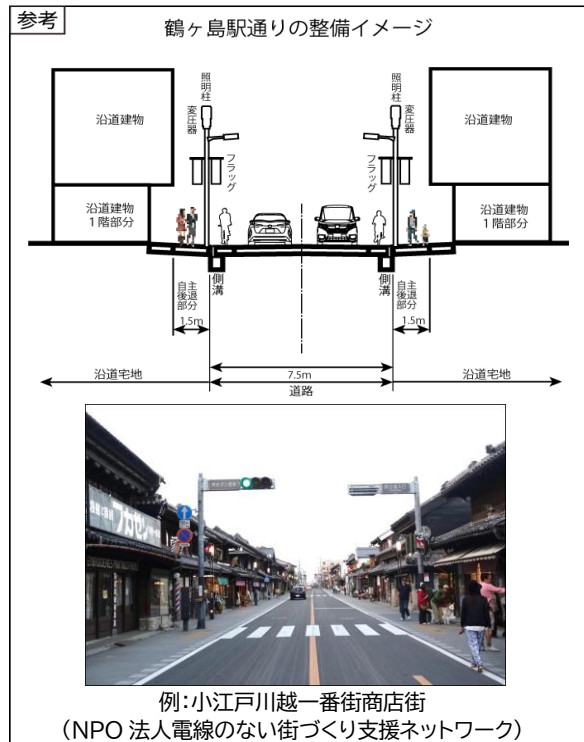 参考
鶴ヶ島駅通りの整備イメージ
照明柱
変圧器
フラッグ
沿道建物
沿道建物
1階部分
照明柱
変圧器
フラッグ
沿道建物
沿道建物
1階部分
側溝
側溝
自主後退部分
1.5m
自主後退部分
1.5m
沿道宅地
7.5m
道路
沿道宅地
フカゼン
例:小江戸川越一番街商店街
(NPO 法人電線のない街づくり支援ネットワーク)